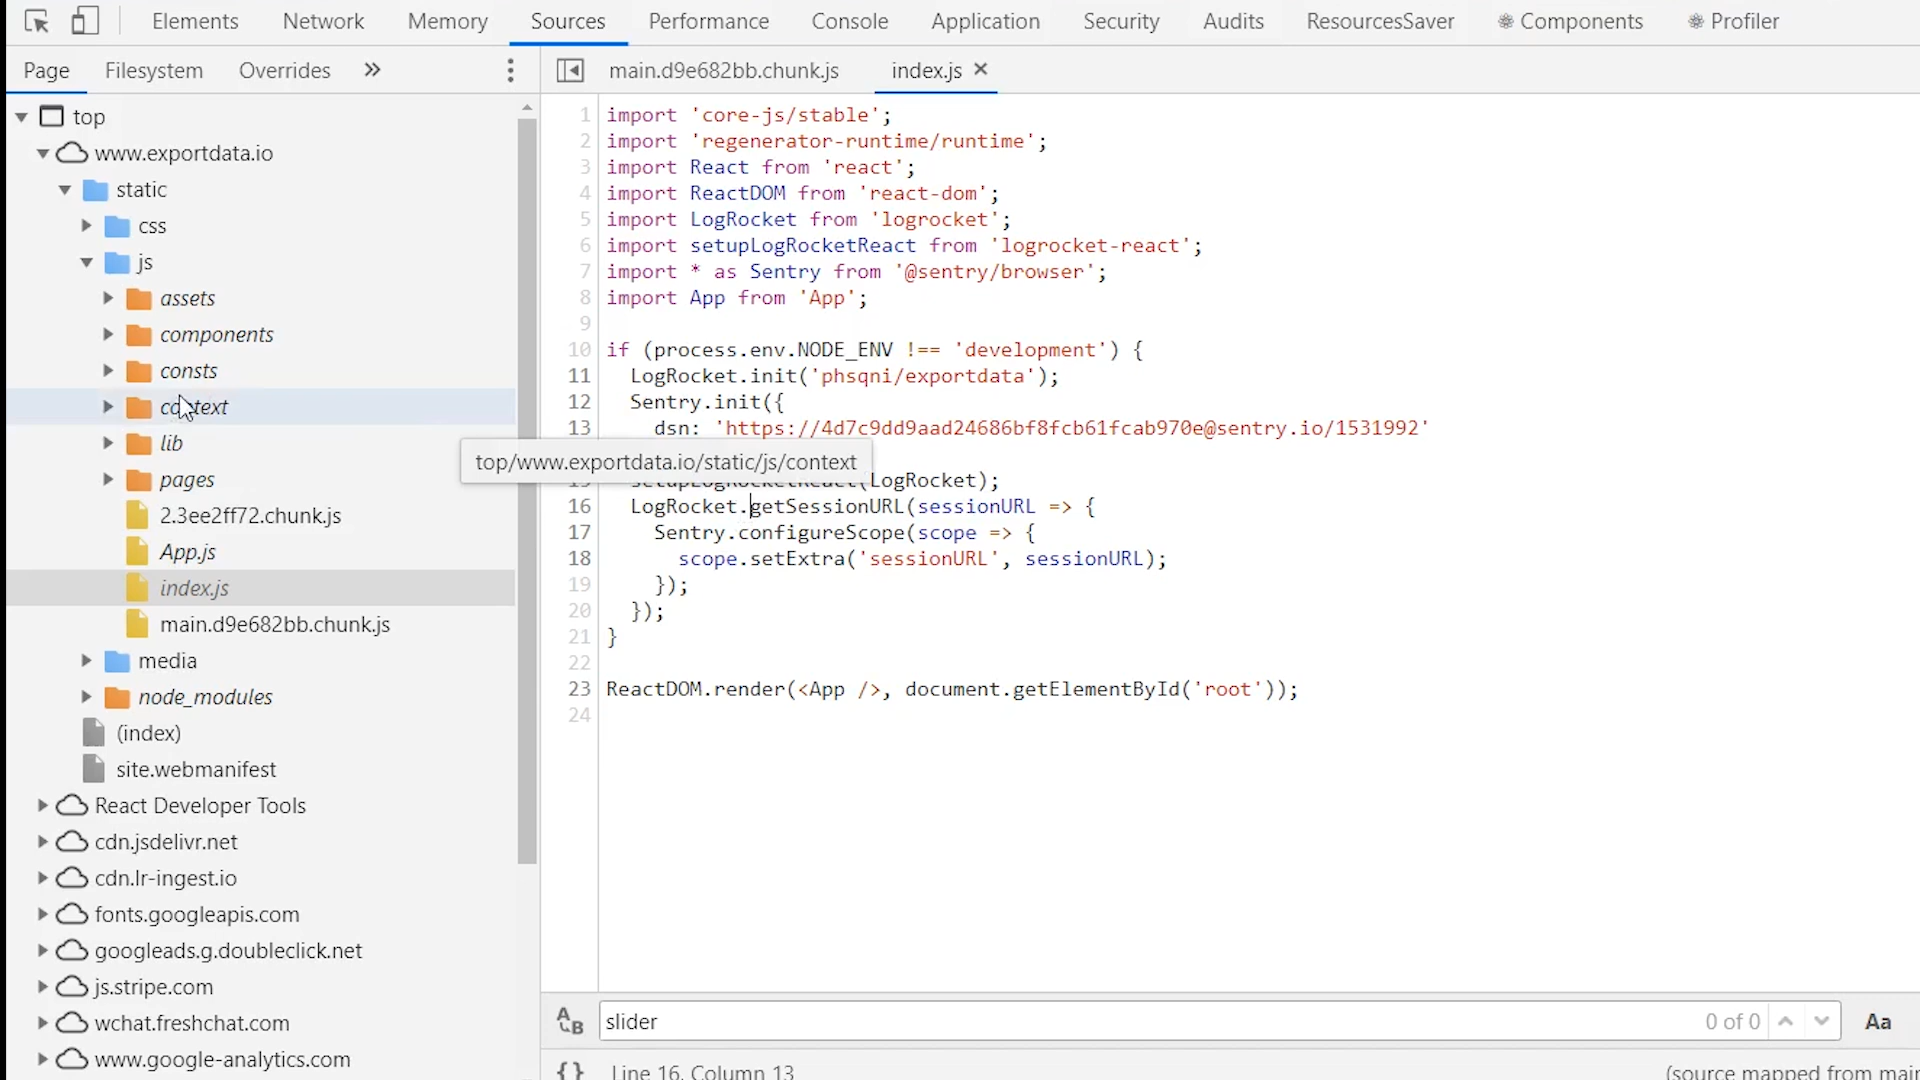 Elements Network Memory Sources Performance Console Application Security Audits ResourcesSaver Components Profiler
Page Filesystem Overrides »
main.d9e682bb.chunk.js index.js ×
top
www.exportdata.io
static
css
js
assets
components
consts
context
lib
pages
2.3ee2ff72.chunk.js
App.js
index.js
main.d9e682bb.chunk.js
media
node_modules
(index)
site.webmanifest
React Developer Tools
cdn.jsdelivr.net
cdn.lr-ingest.io
fonts.googleapis.com
googleads.g.doubleclick.net
js.stripe.com
wchat.freshchat.com
www.google-analytics.com
1 import 'core-js/stable';
2 import 'regenerator-runtime/runtime';
3 import React from 'react';
4 import ReactDOM from 'react-dom';
5 import LogRocket from 'logrocket';
6 import setupLogRocketReact from 'logrocket-react';
7 import * as Sentry from '@sentry/browser';
8 import App from 'App';
9
10 if (process.env.NODE_ENV !== 'development') {
11 LogRocket.init('phsqni/exportdata');
12 Sentry.init({
13 dsn: 'https://4d7c9dd9aad24686bf8fcb61fcab970e@sentry.io/1531992'
top/www.exportdata.io/static/js/context
15 setupLogRocketReact(LogRocket);
16 LogRocket.getSessionURL(sessionURL => {
17 Sentry.configureScope(scope => {
18 scope.setExtra('sessionURL', sessionURL);
19 });
20 });
21 }
22
23 ReactDOM.render(<App />, document.getElementById('root'));
24
slider 0 of 0 Aa
{} Line 16, Column 13 (source mapped from main